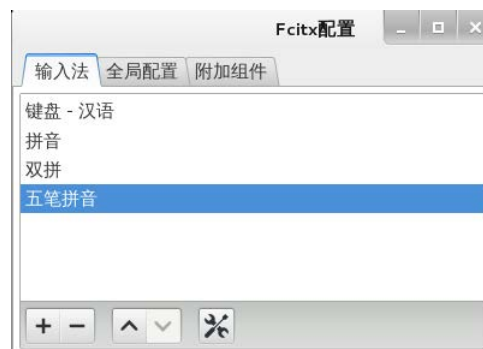 Fcitx配置
输入法 全局配置 附加组件
键盘 - 汉语
拼音
双拼
五笔拼音